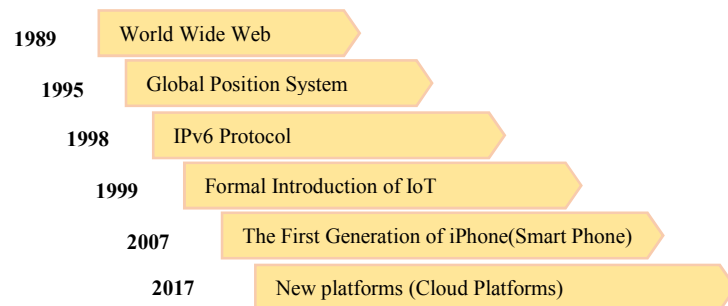 1989 World Wide Web
1995 Global Position System
1998 IPv6 Protocol
1999 Formal Introduction of IoT
2007 The First Generation of iPhone(Smart Phone)
2017 New platforms (Cloud Platforms)